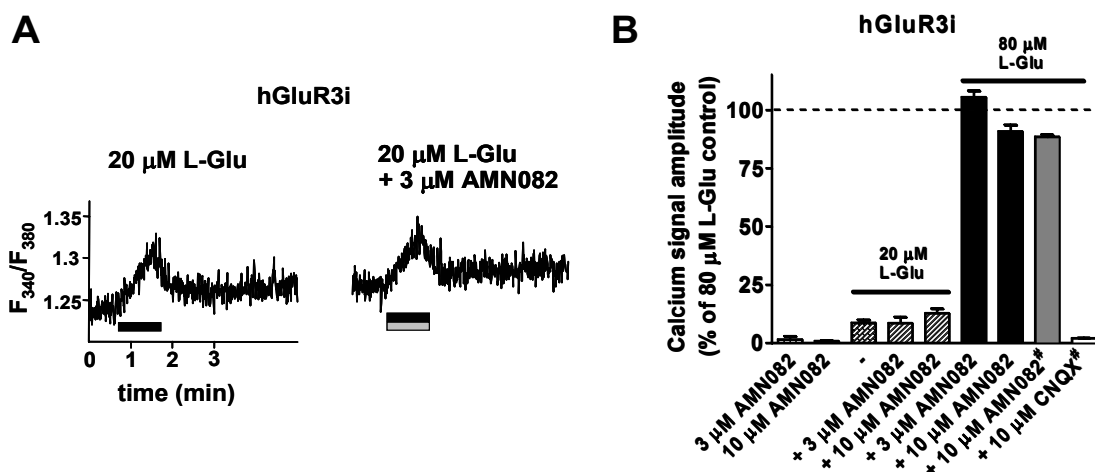 A
hGluR3i
20 μM L-Glu
20 μM L-Glu
+ 3 μM AMN082
F340/F380
1.35
1.3
1.25
0
1
2
3
time (min)
B
hGluR3i
80 μM
L-Glu
Calcium signal amplitude
(% of 80 μM L-Glu control)
100
75
50
25
0
20 μM
L-Glu
3 μM AMN082
10 μM AMN082
-
+ 3 μM AMN082
+ 10 μM AMN082
+ 3 μM AMN082
+ 10 μM AMN082
+ 10 μM AMN082#
+ 10 μM CNQX#